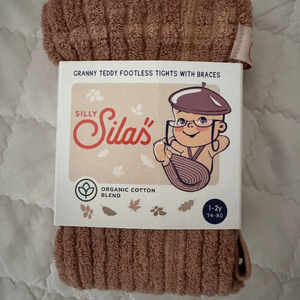 GRANNY TEDDY FOOTLESS TIGHTS WITH BRACES
SILLY
Silas
ORGANIC COTTON
BLEND
1-2y
74-80